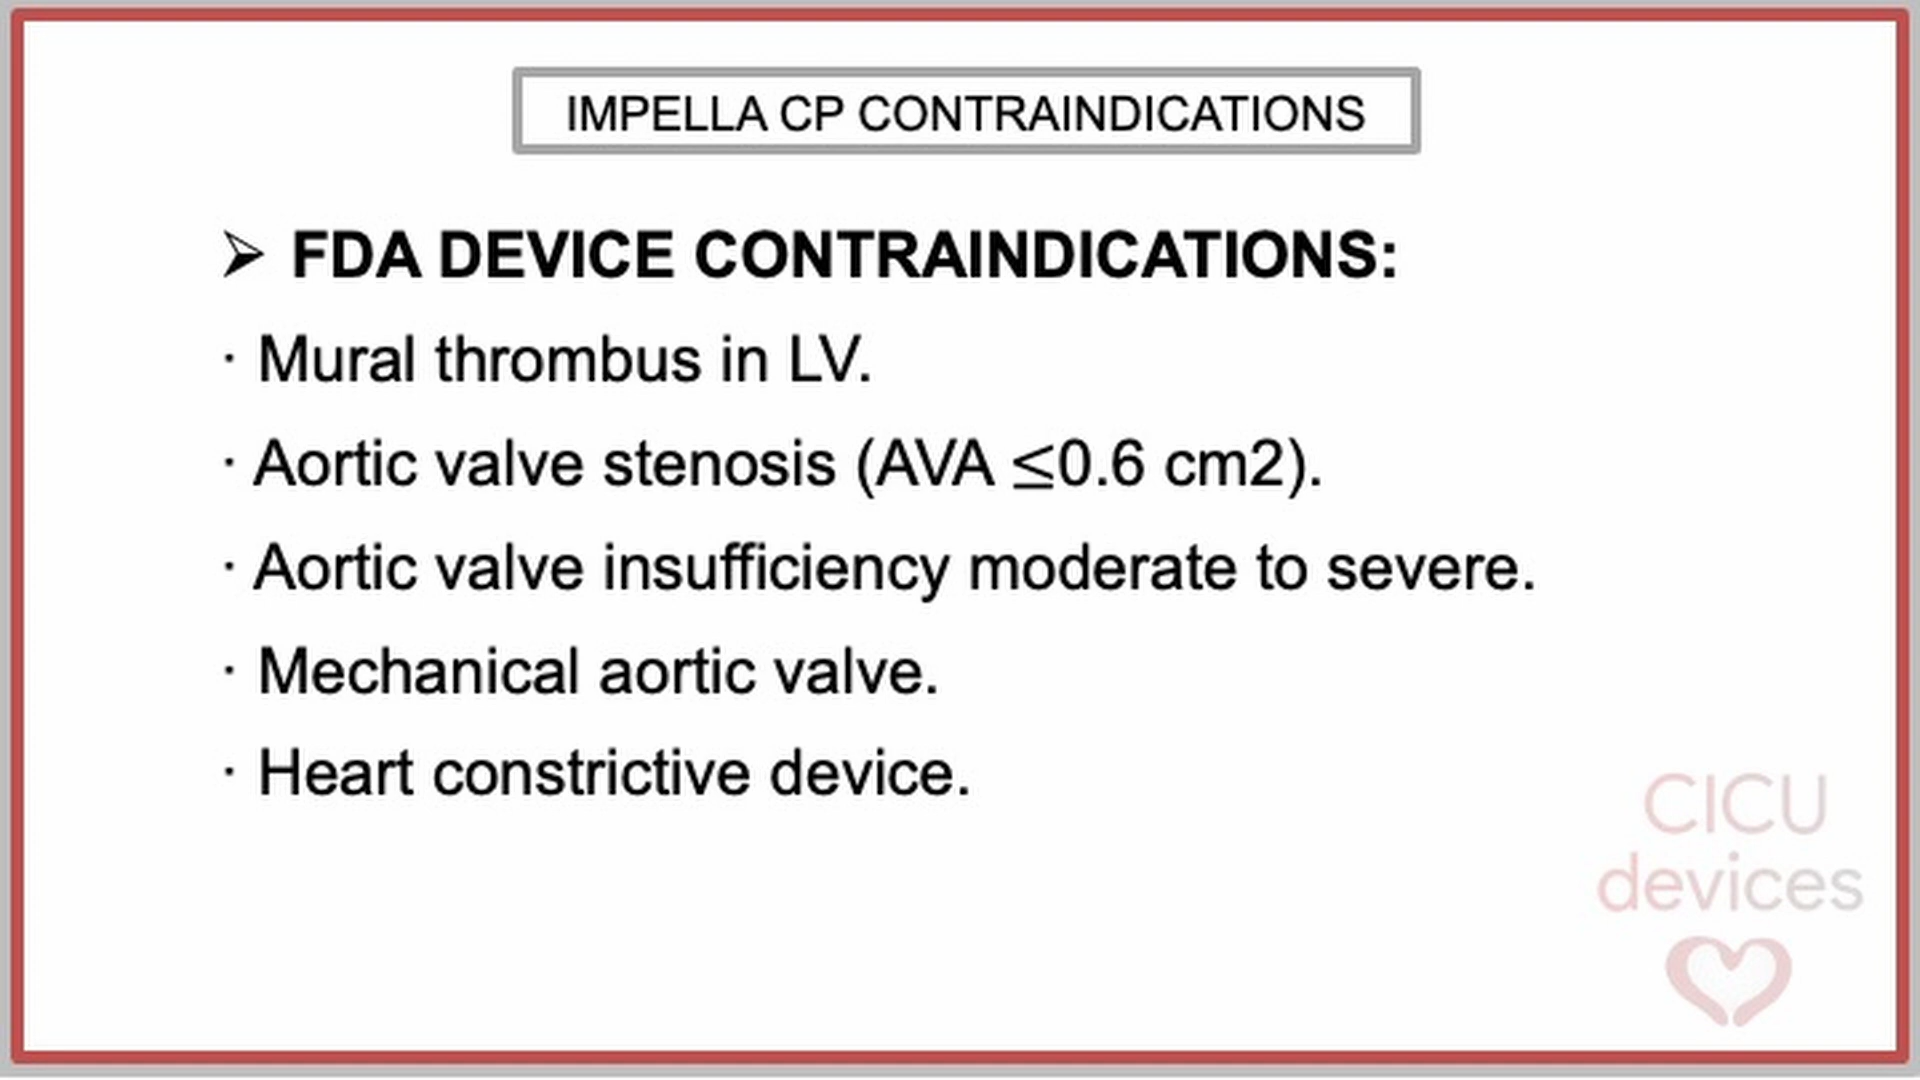 IMPELLA CP CONTRAINDICATIONS
➢ FDA DEVICE CONTRAINDICATIONS:
· Mural thrombus in LV.
· Aortic valve stenosis (AVA ≤0.6 cm2).
· Aortic valve insufficiency moderate to severe.
· Mechanical aortic valve.
· Heart constrictive device.
CICU
devices